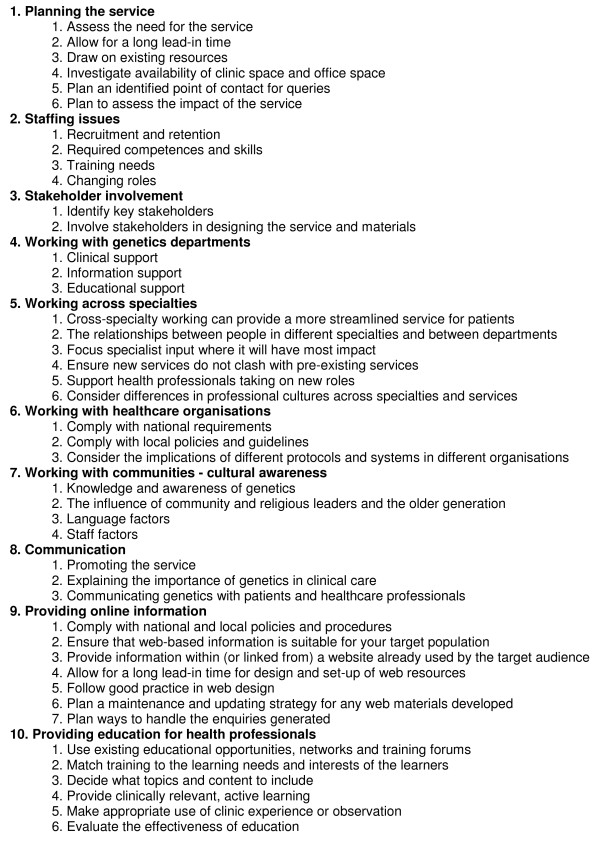 1. Planning the service
1. Assess the need for the service
2. Allow for a long lead-in time
3. Draw on existing resources
4. Investigate availability of clinic space and office space
5. Plan an identified point of contact for queries
6. Plan to assess the impact of the service
2. Staffing issues
1. Recruitment and retention
2. Required competences and skills
3. Training needs
4. Changing roles
3. Stakeholder involvement
1. Identify key stakeholders
2. Involve stakeholders in designing the service and materials
4. Working with genetics departments
1. Clinical support
2. Information support
3. Educational support
5. Working across specialties
1. Cross-specialty working can provide a more streamlined service for patients
2. The relationships between people in different specialties and between departments
3. Focus specialist input where it will have most impact
4. Ensure new services do not clash with pre-existing services
5. Support health professionals taking on new roles
6. Consider differences in professional cultures across specialties and services
6. Working with healthcare organisations
1. Comply with national requirements
2. Comply with local policies and guidelines
3. Consider the implications of different protocols and systems in different organisations
7. Working with communities - cultural awareness
1. Knowledge and awareness of genetics
2. The influence of community and religious leaders and the older generation
3. Language factors
4. Staff factors
8. Communication
1. Promoting the service
2. Explaining the importance of genetics in clinical care
3. Communicating genetics with patients and healthcare professionals
9. Providing online information
1. Comply with national and local policies and procedures
2. Ensure that web-based information is suitable for your target population
3. Provide information within (or linked from) a website already used by the target audience
4. Allow for a long lead-in time for design and set-up of web resources
5. Follow good practice in web design
6. Plan a maintenance and updating strategy for any web materials developed
7. Plan ways to handle the enquiries generated
10. Providing education for health professionals
1. Use existing educational opportunities, networks and training forums
2. Match training to the learning needs and interests of the learners
3. Decide what topics and content to include
4. Provide clinically relevant, active learning
5. Make appropriate use of clinic experience or observation
6. Evaluate the effectiveness of education